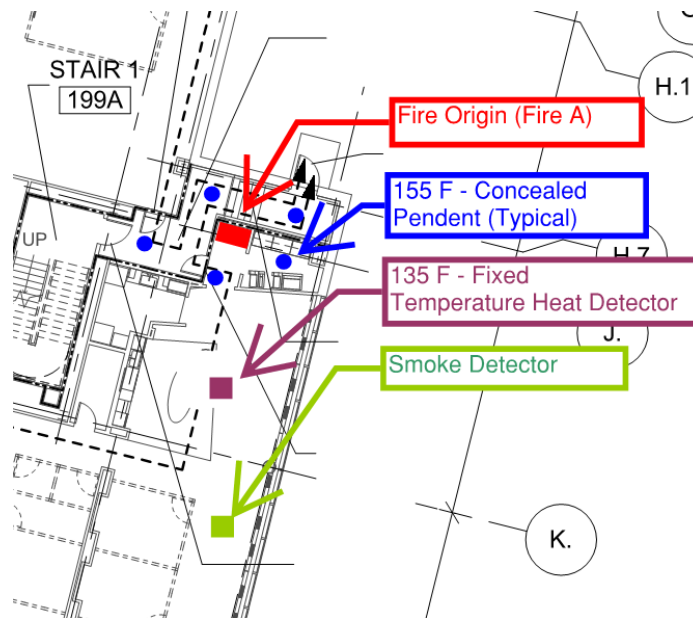 STAIR 1
199A
H.1
Fire Origin (Fire A)
155 F - Concealed
Pendent (Typical)
UP
H.7
135 F - Fixed
Temperature Heat Detector
J.
Smoke Detector
K.